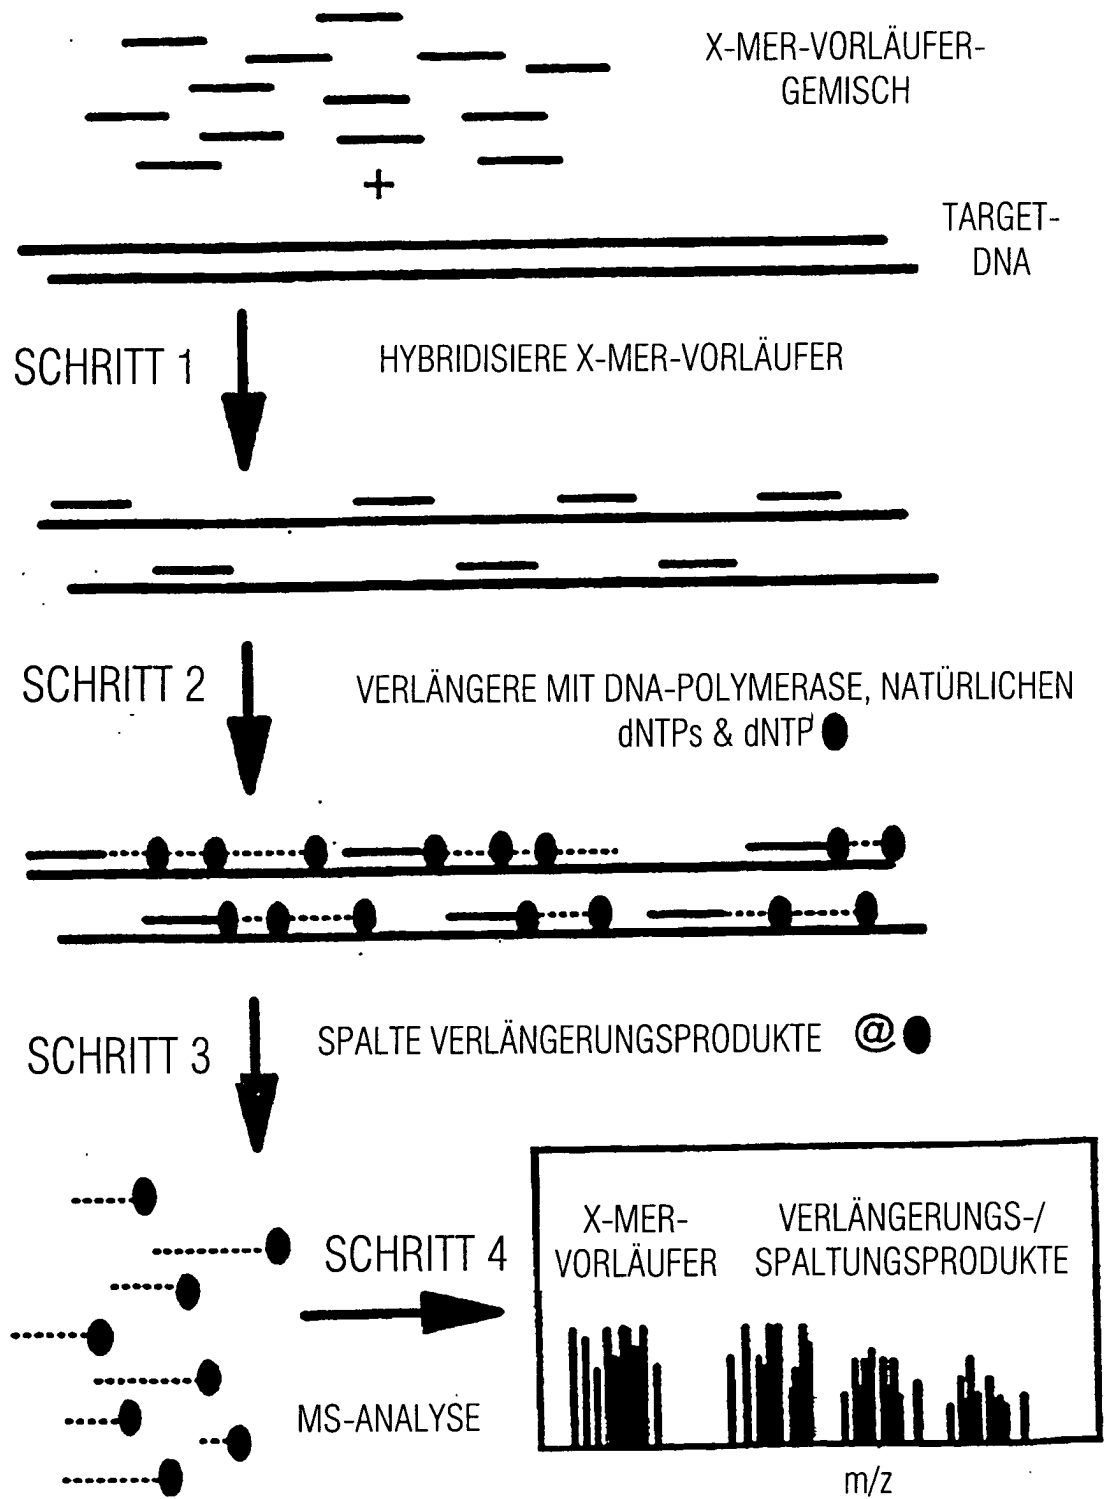 X-MER-VORLÄUFER-
GEMISCH
+
TARGET-
DNA
SCHRITT 1
HYBRIDISIERE X-MER-VORLÄUFER
SCHRITT 2
VERLÄNGERE MIT DNA-POLYMERASE, NATÜRLICHEN
dNTPs & dNTP
SCHRITT 3
SPALTE VERLÄNGERUNGSPRODUKTE @
SCHRITT 4
MS-ANALYSE
X-MER-
VORLÄUFER
VERLÄNGERUNGS-/
SPALTUNGSPRODUKTE
m/z